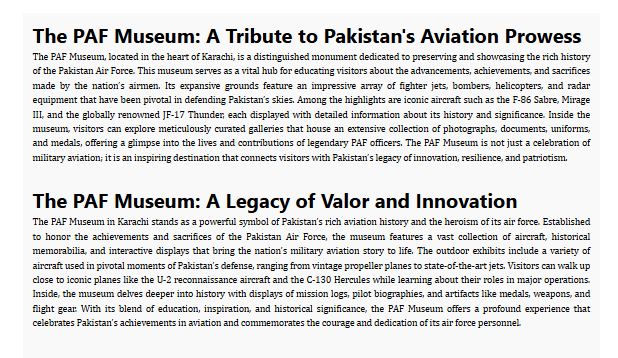 The PAF Museum: A Tribute to Pakistan's Aviation Prowess
The PAF Museum, located in the heart of Karachi, is a distinguished monument dedicated to preserving and showcasing the rich history
of the Pakistan Air Force. This museum serves as a vital hub for educating visitors about the advancements, achievements, and sacrifices
made by the nation's airmen. Its expansive grounds feature an impressive array of fighter jets, bombers, helicopters, and radar
equipment that have been pivotal in defending Pakistan's skies. Among the highlights are iconic aircraft such as the F-86 Sabre, Mirage
III, and the globally renowned JF-17 Thunder, each displayed with detailed information about its history and significance. Inside the
museum, visitors can explore meticulously curated galleries that house an extensive collection of photographs, documents, uniforms,
and medals, offering a glimpse into the lives and contributions of legendary PAF officers. The PAF Museum is not just a celebration of
military aviation; it is an inspiring destination that connects visitors with Pakistan's legacy of innovation, resilience, and patriotism.
The PAF Museum: A Legacy of Valor and Innovation
The PAF Museum in Karachi stands as a powerful symbol of Pakistan's rich aviation history and the heroism of its air force. Established
to honor the achievements and sacrifices of the Pakistan Air Force, the museum features a vast collection of aircraft, historical
memorabilia, and interactive displays that bring the nation's military aviation story to life. The outdoor exhibits include a variety of
aircraft used in pivotal moments of Pakistan's defense, ranging from vintage propeller planes to state-of-the-art jets. Visitors can walk up
close to iconic planes like the U-2 reconnaissance aircraft and the C-130 Hercules while learning about their roles in major operations.
Inside, the museum delves deeper into history with displays of mission logs, pilot biographies, and artifacts like medals, weapons, and
flight gear. With its blend of education, inspiration, and historical significance, the PAF Museum offers a profound experience that
celebrates Pakistan's achievements in aviation and commemorates the courage and dedication of its air force personnel.